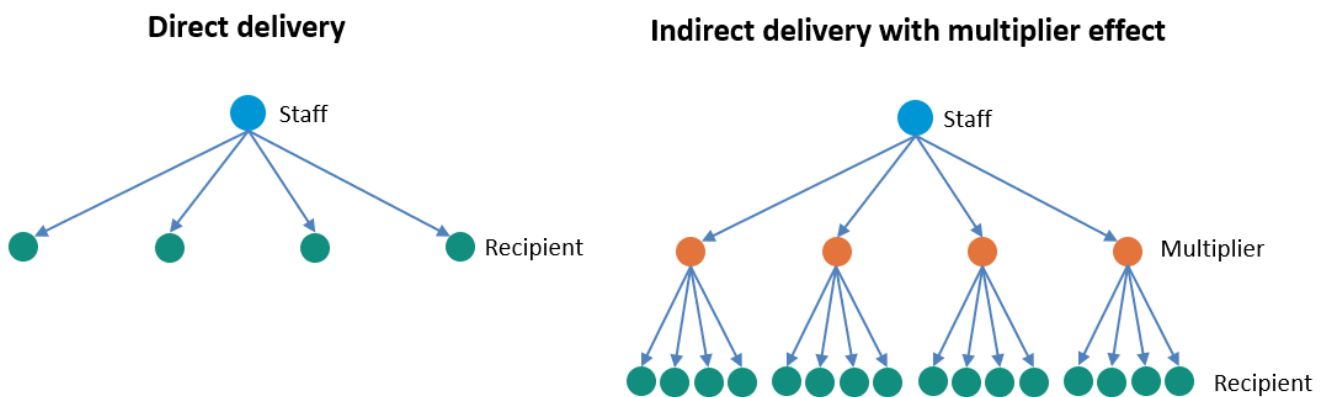 Direct delivery
Staff
Recipient
Indirect delivery with multiplier effect
Staff
Multiplier
Recipient